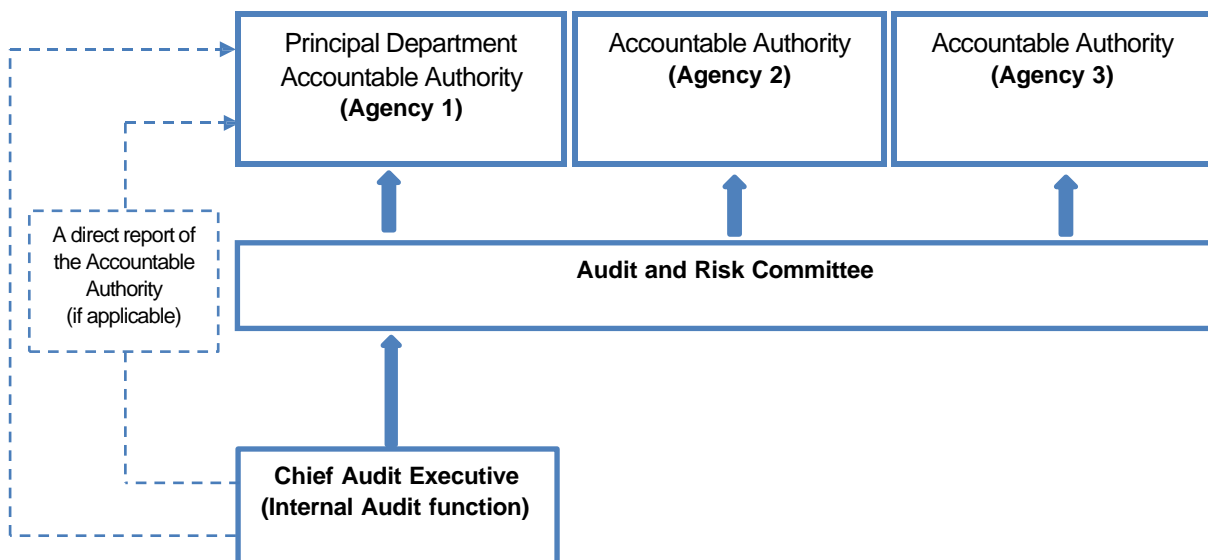 Principal Department
Accountable Authority
(Agency 1)
Accountable Authority
(Agency 2)
Accountable Authority
(Agency 3)
A direct report of
the Accountable
Authority
(if applicable)
Audit and Risk Committee
Chief Audit Executive
(Internal Audit function)